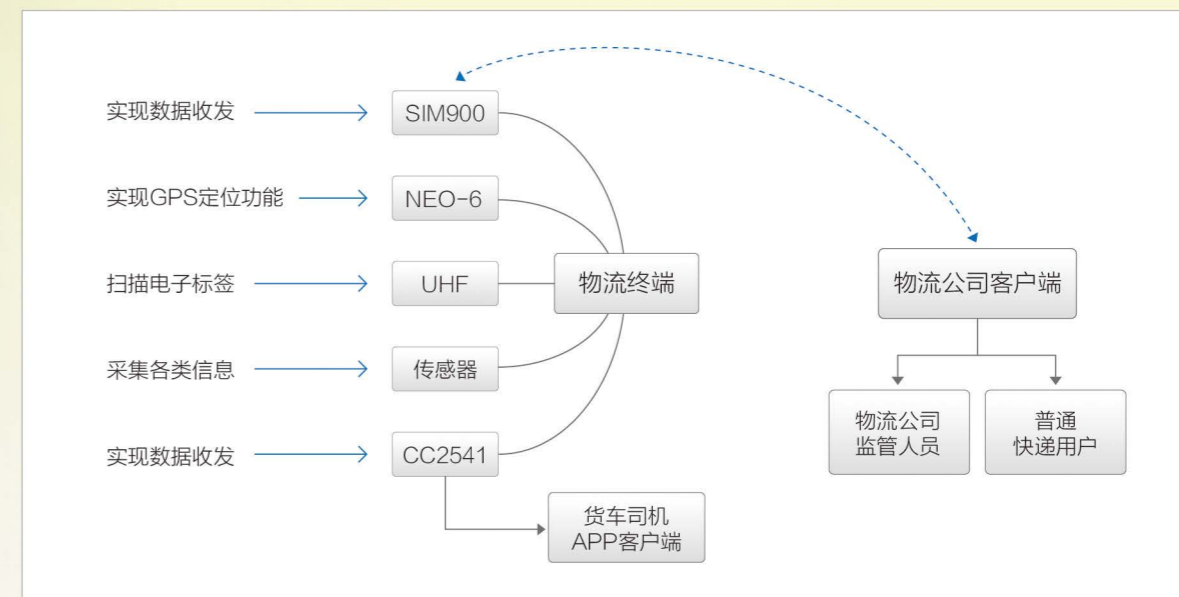 实现数据收发
SIM900
实现GPS定位功能
NEO-6
扫描电子标签
UHF
采集各类信息
传感器
实现数据收发
CC2541
物流终端
货车司机
APP客户端
物流公司客户端
物流公司
监管人员
普通
快递用户